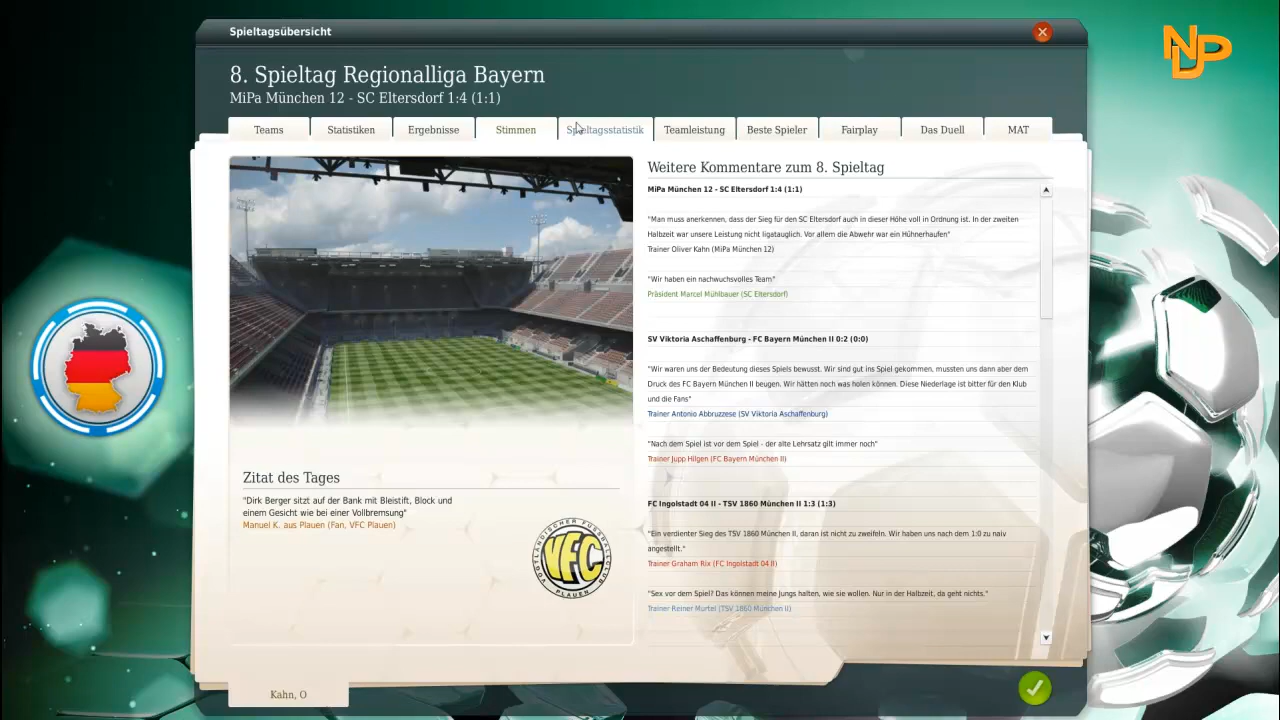 Spieltagsübersicht
NDP
8. Spieltag Regionalliga Bayern
MiPa München 12 - SC Eltersdorf 1:4 (1:1)
Teams
Statistiken
Ergebnisse
Stimmen
Spieltagsstatistik
Teamleistung
Beste Spieler
Fairplay
Das Duell
MAT
Weitere Kommentare zum 8. Spieltag
MiPa München 12 - SC Eltersdorf 1:4 (1:1)
"Man muss anerkennen, dass der Sieg für den SC Eltersdorf auch in dieser Höhe voll in Ordnung ist. In der zweiten
Halbzeit war unsere Leistung nicht ligatauglich. Vor allem die Abwehr war ein Hühnerhaufen"
Trainer Oliver Kahn (MiPa München 12)
"Wir haben ein nachwuchsvolles Team"
Präsident Marcel Mühlbauer (SC Eltersdorf)
SV Viktoria Aschaffenburg - FC Bayern München II 0:2 (0:0)
"Wir waren uns der Bedeutung dieses Spiels bewusst. Wir sind gut ins Spiel gekommen, mussten uns dann aber dem
Druck des FC Bayern München II beugen. Wir hätten noch was holen können. Diese Niederlage ist bitter für den Klub
und die Fans"
Trainer Antonio Abbruzzese (SV Viktoria Aschaffenburg)
"Nach dem Spiel ist vor dem Spiel - der alte Lehrsatz gilt immer noch"
Trainer Jupp Hilgen (FC Bayern München II)
FC Ingolstadt 04 II - TSV 1860 München II 1:3 (1:3)
"Ein verdienter Sieg des TSV 1860 München II, daran ist nicht zu zweifeln. Wir haben uns nach dem 1:0 zu naiv
angestellt."
Trainer Graham Rix (FC Ingolstadt 04 II)
"Sex vor dem Spiel? Das können meine Jungs halten, wie sie wollen. Nur in der Halbzeit, da geht nichts."
Trainer Reiner Murtel (TSV 1860 München II)
Zitat des Tages
"Dirk Berger sitzt auf der Bank mit Bleistift, Block und
einem Gesicht wie bei einer Vollbremsung"
Manuel K. aus Plauen (Fan, VFC Plauen)
VOGTLÄNDISCHER FUSSBALLCLUB
VFC
PLAUEN
Kahn, O